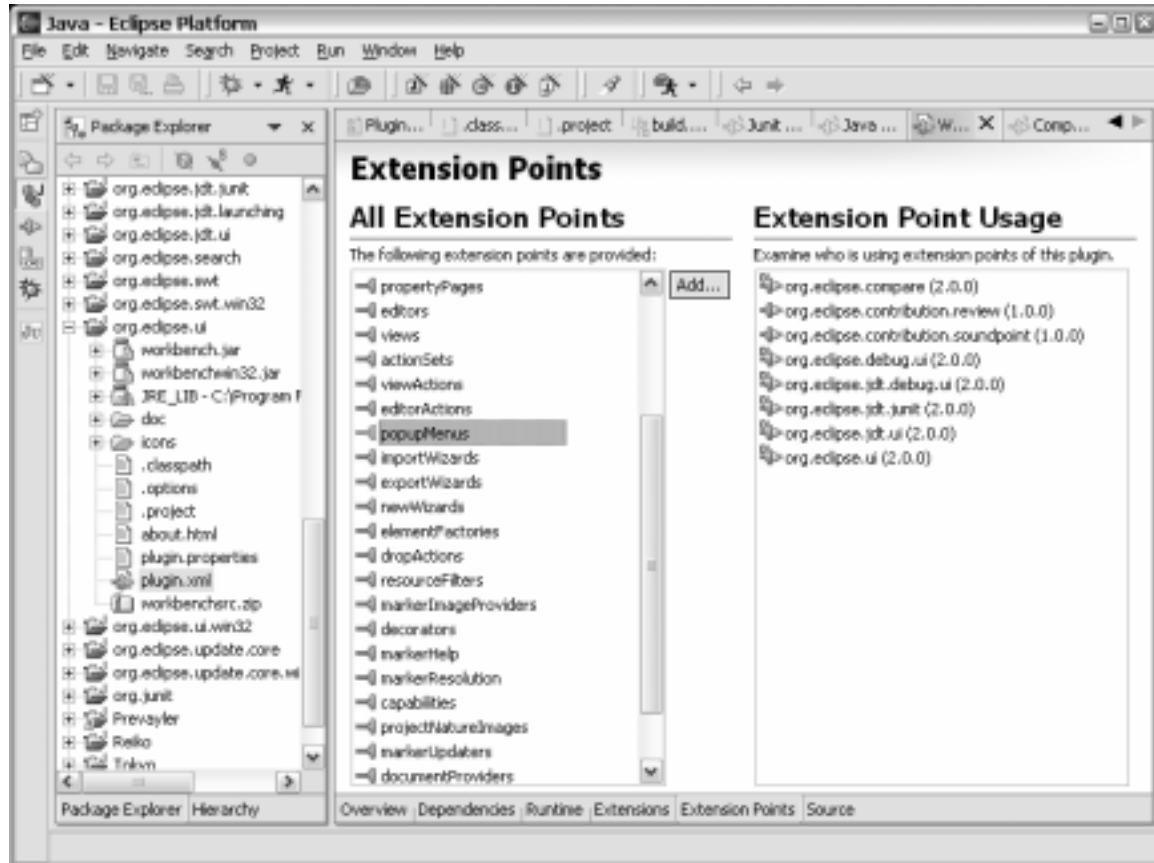 Java - Eclipse Platform
File Edit Navigate Search Project Run Window Help
Package Explorer
Plugin... .class... .project build.... Junit ... Java ... W... Comp...
org.eclipse.jdt.junit
org.eclipse.jdt.launching
org.eclipse.jdt.ui
org.eclipse.search
org.eclipse.swt
org.eclipse.swt.win32
org.eclipse.ui
workbench.jar
workbenchwin32.jar
JRE_LIB - C:\Program F
doc
icons
.classpath
.options
.project
about.html
plugin.properties
plugin.xml
workbenchsrc.zip
org.eclipse.ui.win32
org.eclipse.update.core
org.eclipse.update.core.wi
org.junit
Prevayler
Reiko
Tokyo
Package Explorer Hierarchy
Extension Points
All Extension Points
The following extension points are provided:
propertyPages
editors
views
actionSets
viewActions
editorActions
popupMenus
importWizards
exportWizards
newWizards
elementFactories
dropActions
resourceFilters
markerImageProviders
decorators
markerHelp
markerResolution
capabilities
projectNatureImages
markerUpdaters
documentProviders
Add...
Extension Point Usage
Examine who is using extension points of this plugin.
org.eclipse.compare (2.0.0)
org.eclipse.contribution.review (1.0.0)
org.eclipse.contribution.soundpoint (1.0.0)
org.eclipse.debug.ui (2.0.0)
org.eclipse.jdt.debug.ui (2.0.0)
org.eclipse.jdt.junit (2.0.0)
org.eclipse.jdt.ui (2.0.0)
org.eclipse.ui (2.0.0)
Overview Dependencies Runtime Extensions Extension Points Source